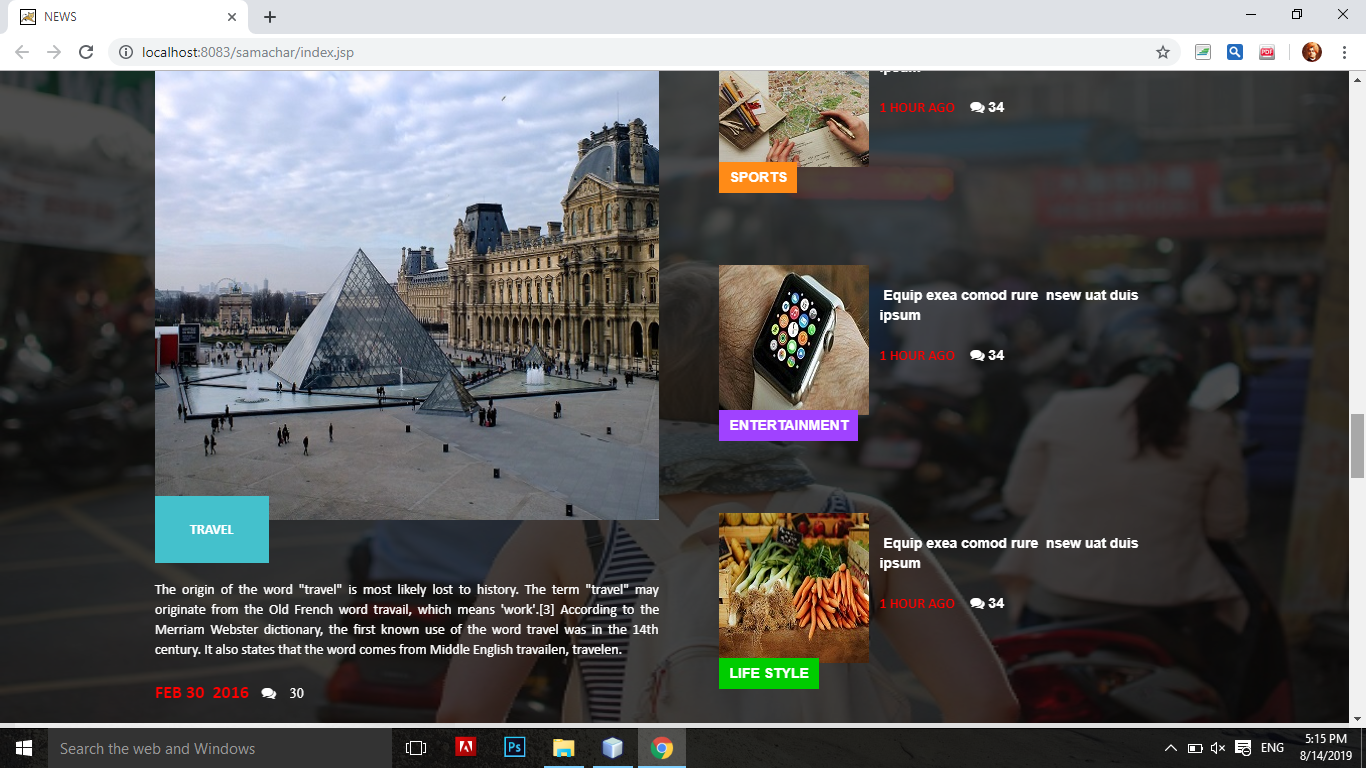 NEWS
localhost:8083/samachar/index.jsp
TRAVEL
The origin of the word "travel" is most likely lost to history. The term "travel" may
originate from the Old French word travail, which means 'work'.[3] According to the
Merriam Webster dictionary, the first known use of the word travel was in the 14th
century. It also states that the word comes from Middle English travailen, travelen.
FEB 30 2016 30
ipsum
1 HOUR AGO 34
SPORTS
Equip exea comod rure nsew uat duis
ipsum
1 HOUR AGO 34
ENTERTAINMENT
Equip exea comod rure nsew uat duis
ipsum
1 HOUR AGO 34
LIFE STYLE
Search the web and Windows
Ps
ENG
5:15 PM
8/14/2019